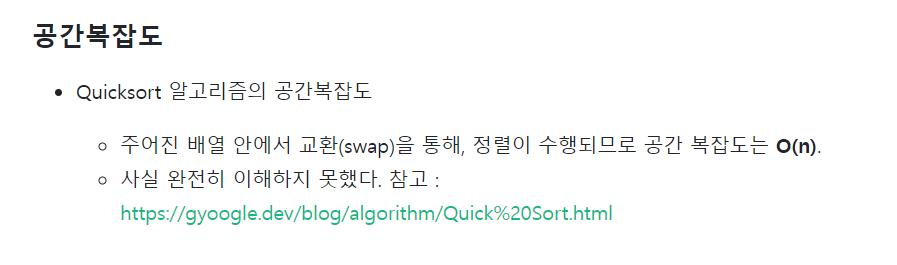 공간복잡도
• Quicksort 알고리즘의 공간복잡도
◦ 주어진 배열 안에서 교환(swap)을 통해, 정렬이 수행되므로 공간 복잡도는 O(n).
◦ 사실 완전히 이해하지 못했다. 참고 :
https://gyoogle.dev/blog/algorithm/Quick%20Sort.html